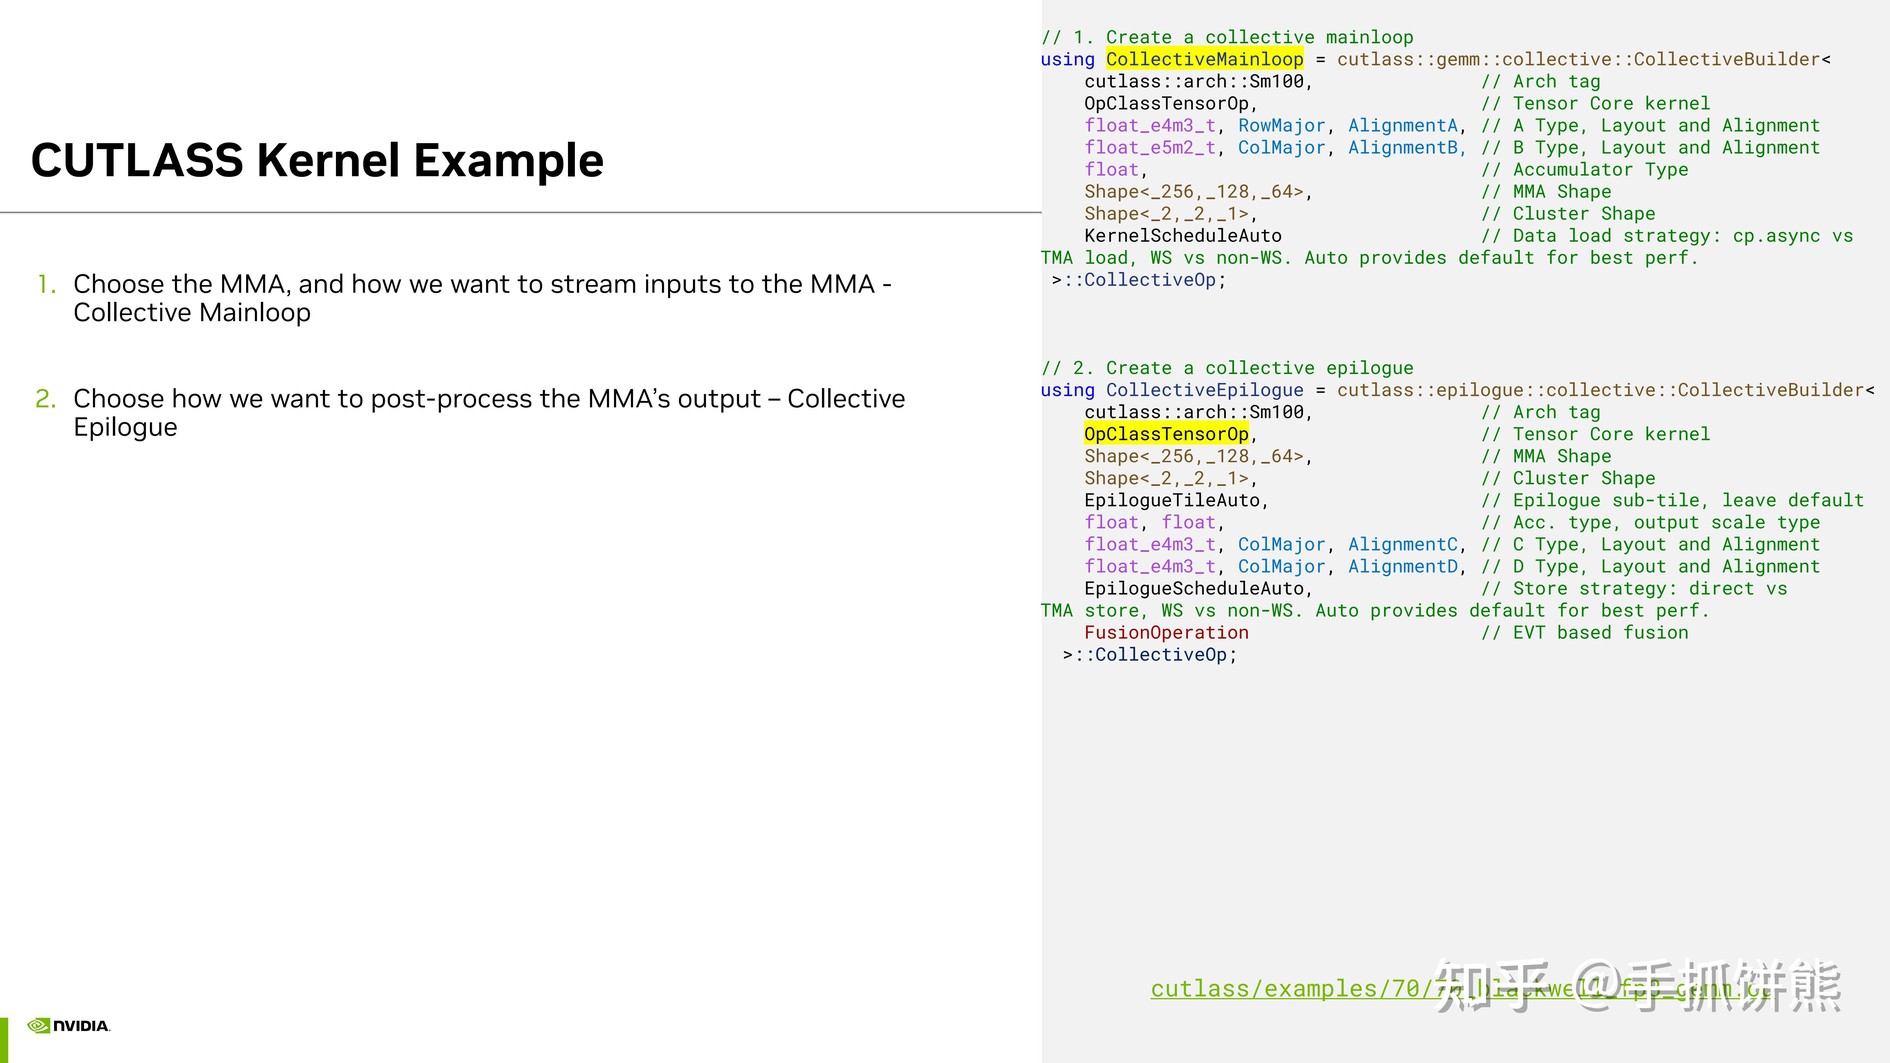 CUTLASS Kernel Example
1. Choose the MMA, and how we want to stream inputs to the MMA -
Collective Mainloop
2. Choose how we want to post-process the MMA’s output – Collective
Epilogue
// 1. Create a collective mainloop
using CollectiveMainloop = cutlass::gemm::collective::CollectiveBuilder<
cutlass::arch::Sm100, // Arch tag
OpClassTensorOp, // Tensor Core kernel
float_e4m3_t, RowMajor, AlignmentA, // A Type, Layout and Alignment
float_e5m2_t, ColMajor, AlignmentB, // B Type, Layout and Alignment
float, // Accumulator Type
Shape<_256,_128,_64>, // MMA Shape
Shape<_2,_2,_1>, // Cluster Shape
KernelScheduleAuto // Data load strategy: cp.async vs
TMA load, WS vs non-WS. Auto provides default for best perf.
>::CollectiveOp;
// 2. Create a collective epilogue
using CollectiveEpilogue = cutlass::epilogue::collective::CollectiveBuilder<
cutlass::arch::Sm100, // Arch tag
OpClassTensorOp, // Tensor Core kernel
Shape<_256,_128,_64>, // MMA Shape
Shape<_2,_2,_1>, // Cluster Shape
EpilogueTileAuto, // Epilogue sub-tile, leave default
float, float, // Acc. type, output scale type
float_e4m3_t, ColMajor, AlignmentC, // C Type, Layout and Alignment
float_e4m3_t, ColMajor, AlignmentD, // D Type, Layout and Alignment
EpilogueScheduleAuto, // Store strategy: direct vs
TMA store, WS vs non-WS. Auto provides default for best perf.
FusionOperation // EVT based fusion
>::CollectiveOp;
cutlass/examples/70/
知乎 @手抓饼熊
NVIDIA.